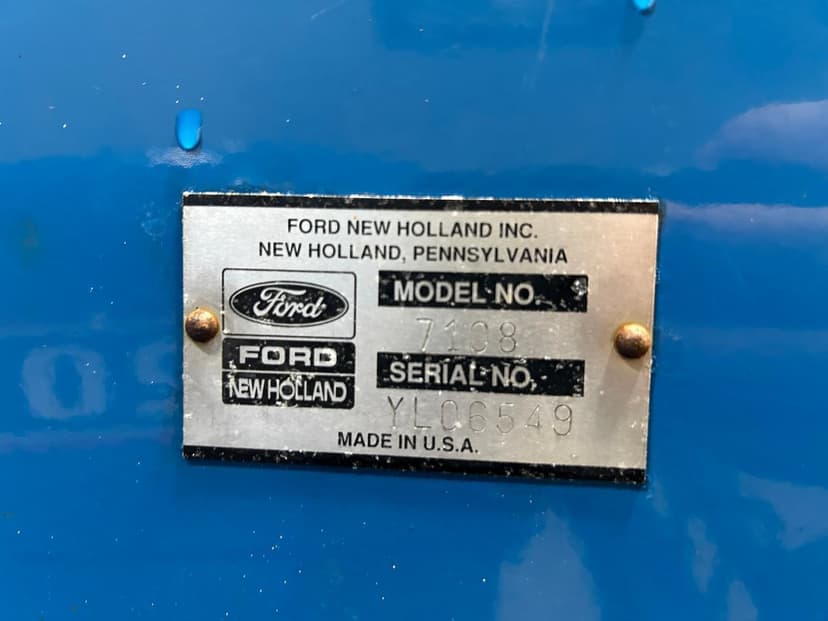 FORD NEW HOLLAND INC.
NEW HOLLAND, PENNSYLVANIA
Ford
FORD
NEW HOLLAND
MODEL NO.
7108
SERIAL NO.
YL06549
MADE IN U.S.A.